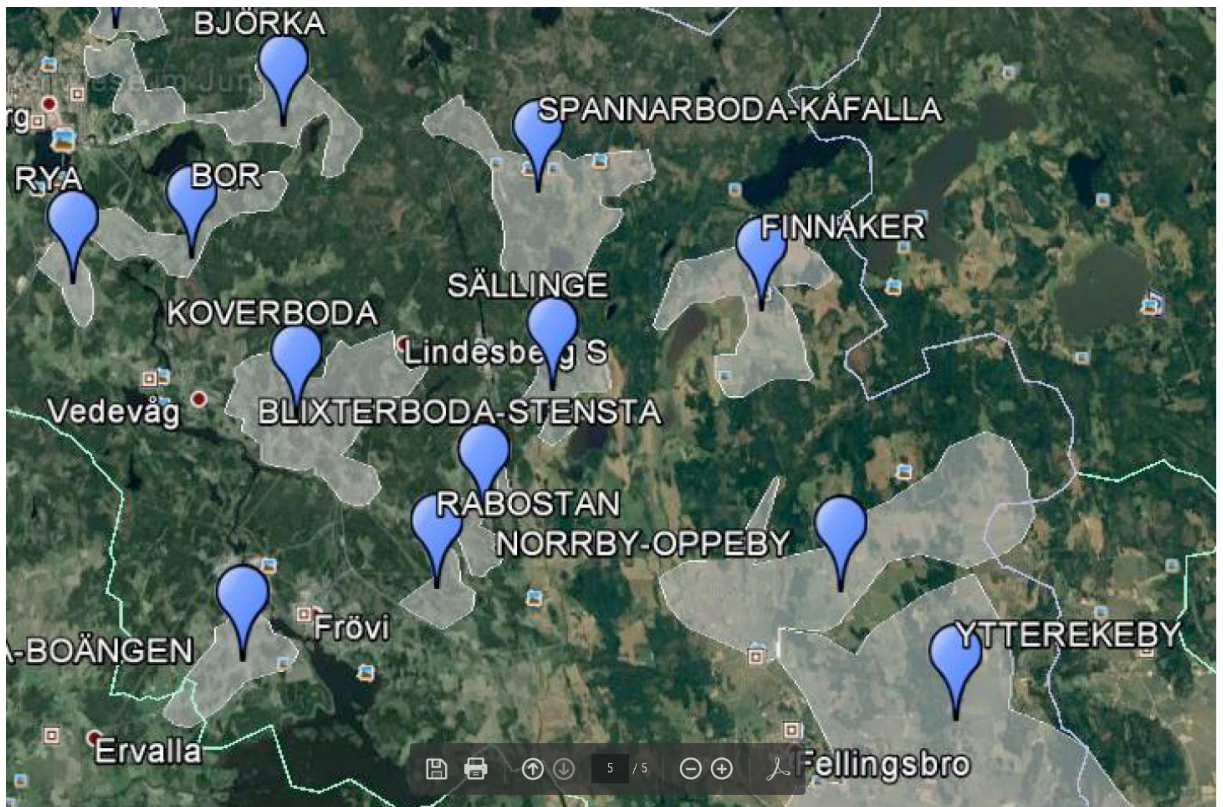 BJÖRKA
SPANNARBODA-KÅFALLA
rg
RYA
BOR
FINNÅKER
SÄLLINGE
KOVERBODA
Lindesberg S
Vedevåg
BLIXTERBODA-STENSTA
RABOSTAN
NORRBY-OPPEBY
Frövi
A-BOÄNGEN
YTTEREKEBY
Ervalla
Fellingsbro
5 / 5